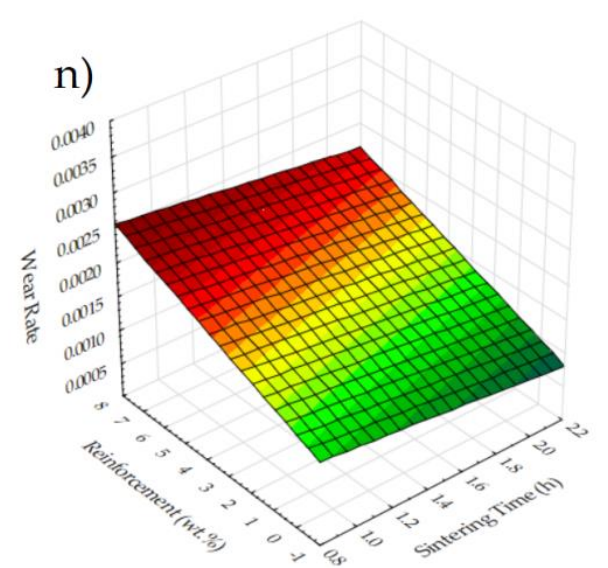 n)
0.0040
0.0035
0.0030
0.0025
0.0020
0.0015
0.0010
0.0005
Wear Rate
8 7 6 5 4 3 2 1 0 -1
Reinforcement (wt.%)
0.8 1.0 1.2 1.4 1.6 1.8 2.0 2.2
Sintering Time (h)